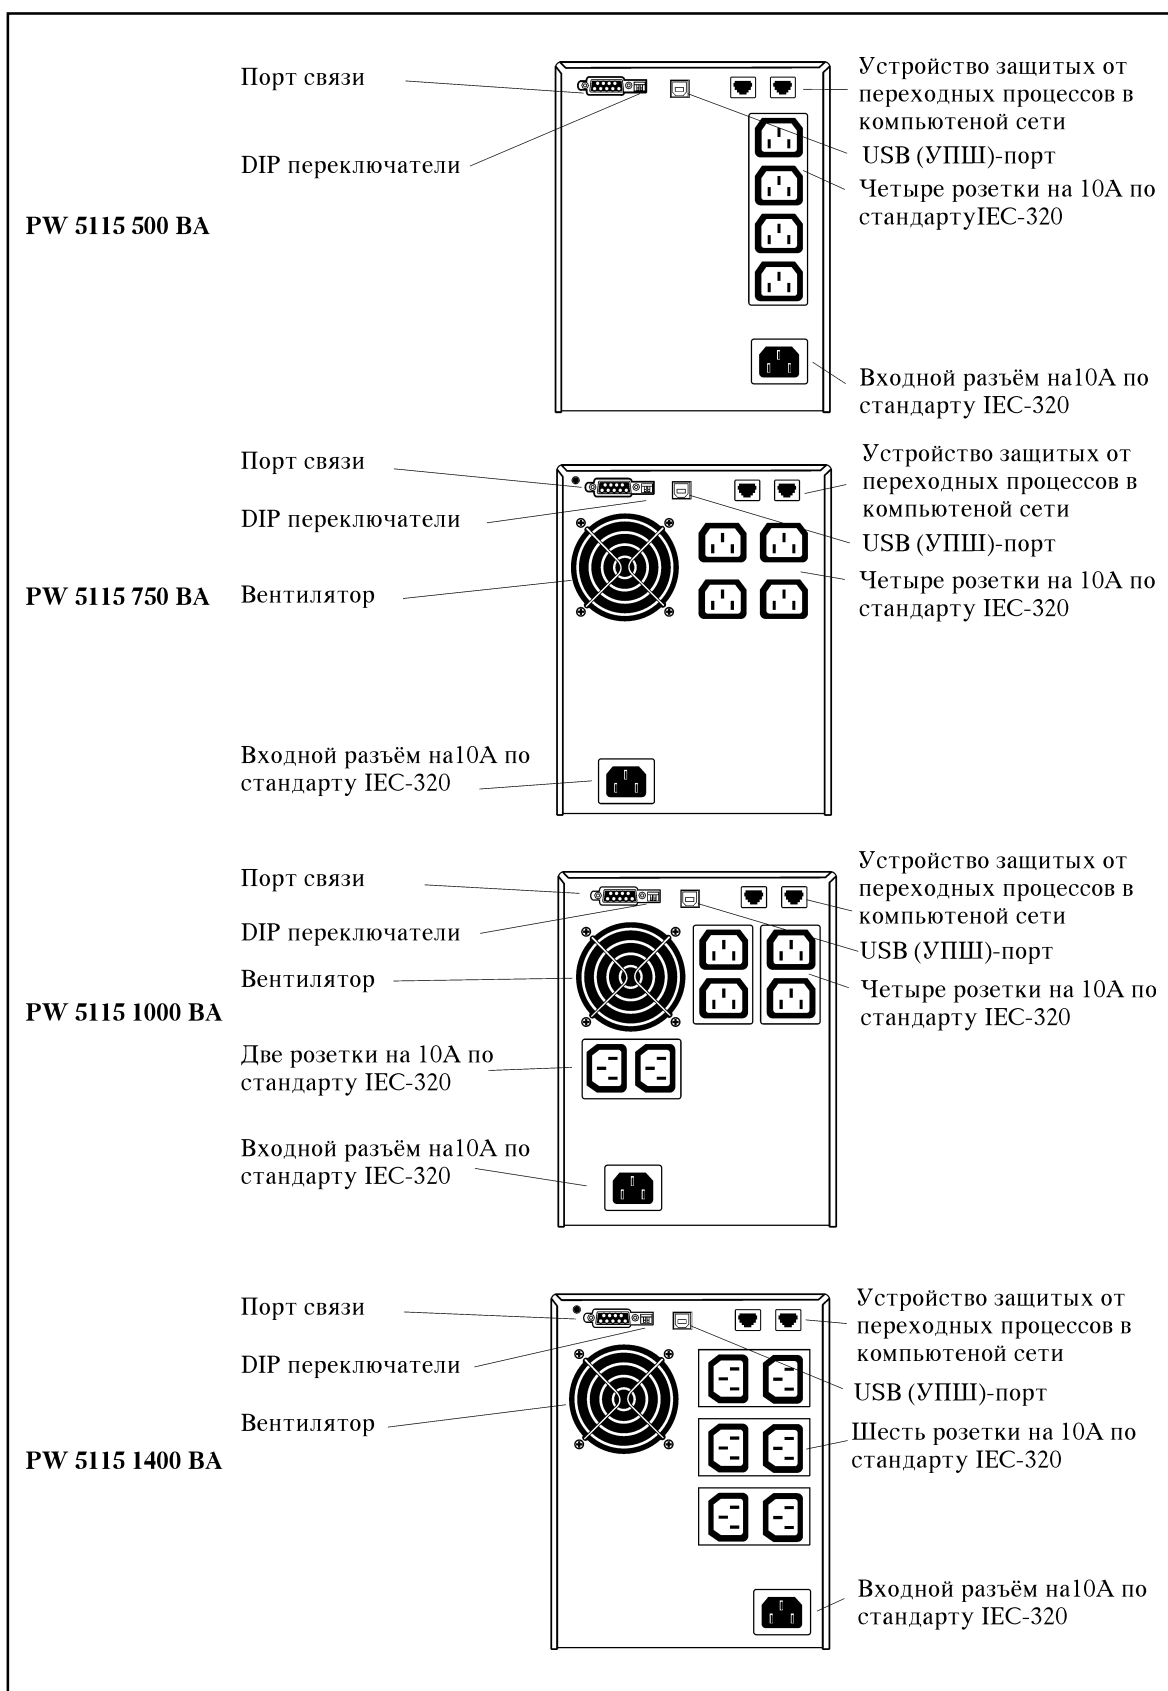 Порт связи
DIP переключатели
PW 5115 500 ВА
Устройство защитых от
переходных процессов в
компьютеной сети
USB (УПШ)-порт
Четыре розетки на 10А по
стандартуIEC-320
Входной разъём на10А по
стандарту IEC-320
Порт связи
DIP переключатели
PW 5115 750 ВА
Вентилятор
Входной разъём на10А по
стандарту IEC-320
Устройство защитых от
переходных процессов в
компьютеной сети
USB (УПШ)-порт
Четыре розетки на 10А по
стандарту IEC-320
Порт связи
DIP переключатели
Вентилятор
PW 5115 1000 ВА
Две розетки на 10А по
стандарту IEC-320
Входной разъём на10А по
стандарту IEC-320
Устройство защитых от
переходных процессов в
компьютеной сети
USB (УПШ)-порт
Четыре розетки на 10А по
стандарту IEC-320
Порт связи
DIP переключатели
Вентилятор
PW 5115 1400 ВА
Устройство защитых от
переходных процессов в
компьютеной сети
USB (УПШ)-порт
Шесть розетки на 10А по
стандарту IEC-320
Входной разъём на10А по
стандарту IEC-320